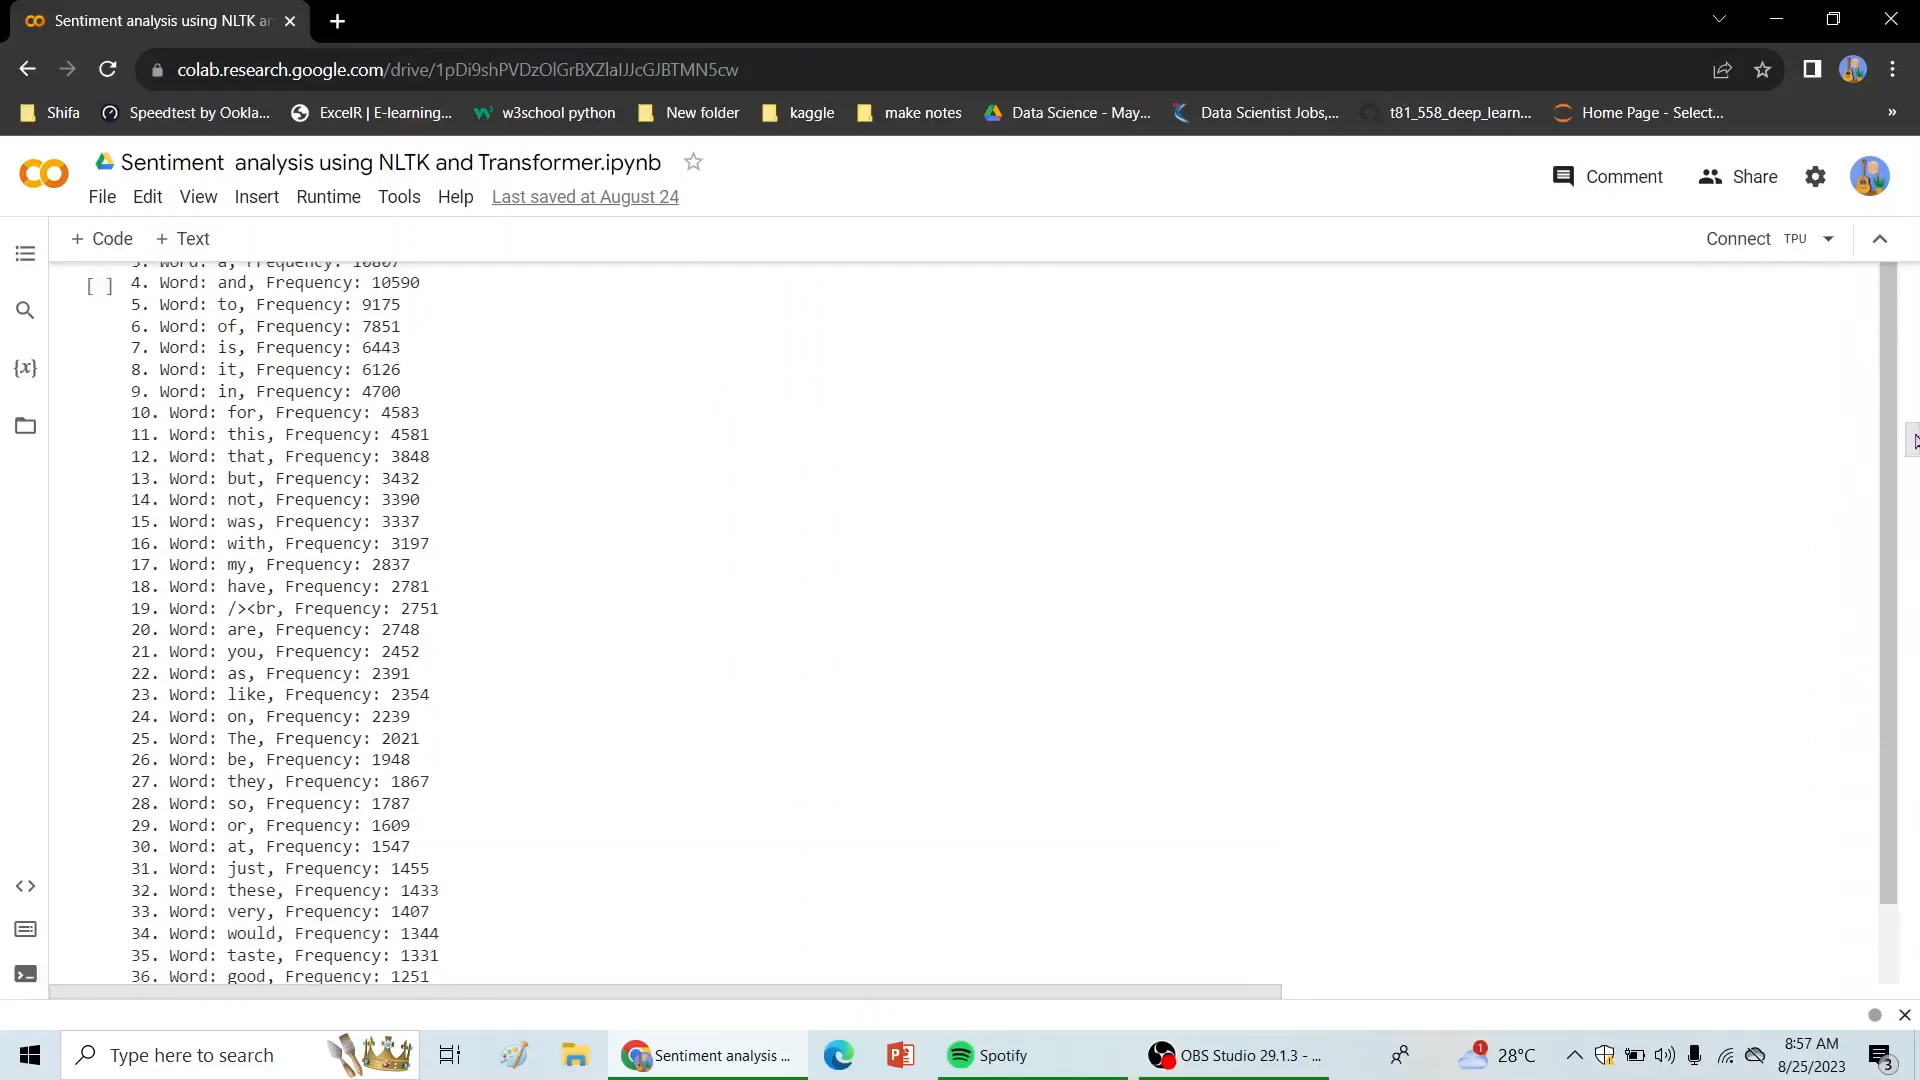 Sentiment analysis using NLTK an
colab.research.google.com/drive/1pDi9shPVDzOlGrBXZlaIJJcGJBTMN5cw
Shifa Speedtest by Ookla... ExcelR | E-learning... w3school python New folder kaggle make notes Data Science - May... Data Scientist Jobs,... t81_558_deep_learn... Home Page - Select... »
Sentiment analysis using NLTK and Transformer.ipynb
Comment Share
File Edit View Insert Runtime Tools Help Last saved at August 24
+ Code + Text Connect TPU
3. Word: a, Frequency: 10807
[ ] 4. Word: and, Frequency: 10590
5. Word: to, Frequency: 9175
6. Word: of, Frequency: 7851
7. Word: is, Frequency: 6443
8. Word: it, Frequency: 6126
9. Word: in, Frequency: 4700
10. Word: for, Frequency: 4583
11. Word: this, Frequency: 4581
12. Word: that, Frequency: 3848
13. Word: but, Frequency: 3432
14. Word: not, Frequency: 3390
15. Word: was, Frequency: 3337
16. Word: with, Frequency: 3197
17. Word: my, Frequency: 2837
18. Word: have, Frequency: 2781
19. Word: /><br, Frequency: 2751
20. Word: are, Frequency: 2748
21. Word: you, Frequency: 2452
22. Word: as, Frequency: 2391
23. Word: like, Frequency: 2354
24. Word: on, Frequency: 2239
25. Word: The, Frequency: 2021
26. Word: be, Frequency: 1948
27. Word: they, Frequency: 1867
28. Word: so, Frequency: 1787
29. Word: or, Frequency: 1609
30. Word: at, Frequency: 1547
31. Word: just, Frequency: 1455
32. Word: these, Frequency: 1433
33. Word: very, Frequency: 1407
34. Word: would, Frequency: 1344
35. Word: taste, Frequency: 1331
36. Word: good, Frequency: 1251
Type here to search Sentiment analysis ... Spotify OBS Studio 29.1.3 - ... 1 28°C 8:57 AM
8/25/2023 3